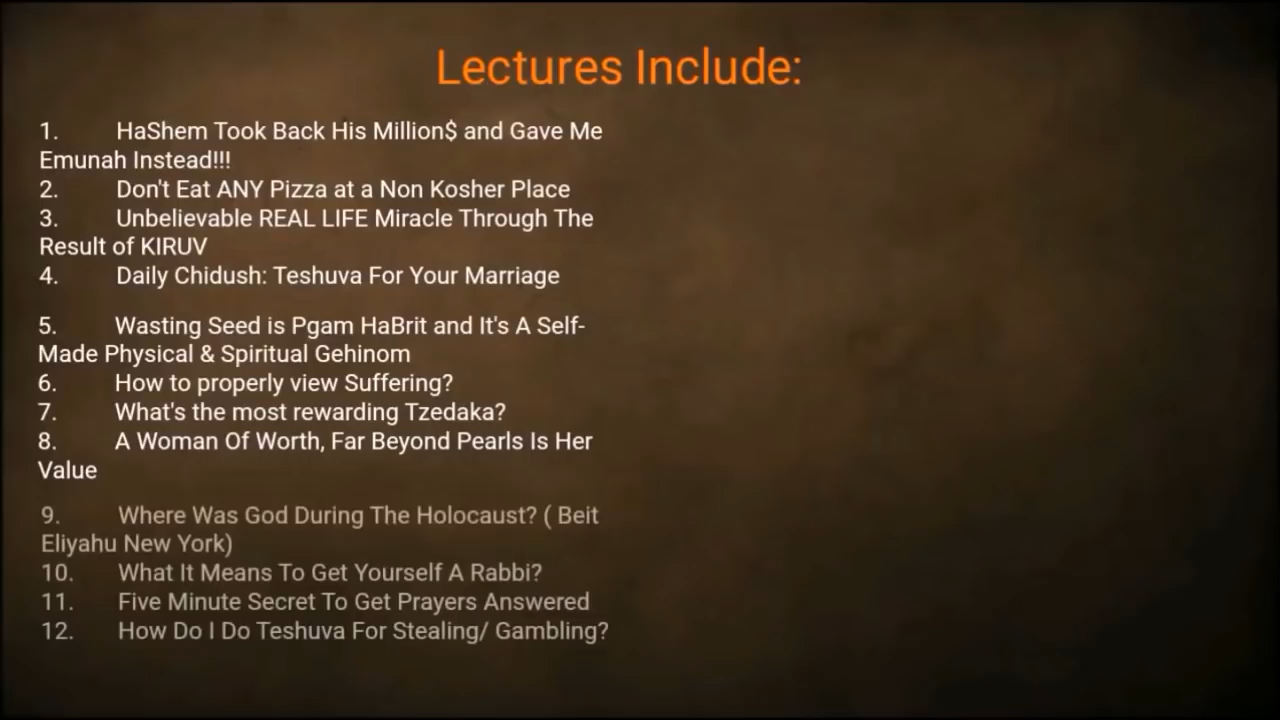 Lectures Include:
1. HaShem Took Back His Million$ and Gave Me
Emunah Instead!!!
2. Don't Eat ANY Pizza at a Non Kosher Place
3. Unbelievable REAL LIFE Miracle Through The
Result of KIRUV
4. Daily Chidush: Teshuva For Your Marriage
5. Wasting Seed is Pgam HaBrit and It's A Self-
Made Physical & Spiritual Gehinom
6. How to properly view Suffering?
7. What's the most rewarding Tzedaka?
8. A Woman Of Worth, Far Beyond Pearls Is Her
Value
9. Where Was God During The Holocaust? ( Beit
Eliyahu New York)
10. What It Means To Get Yourself A Rabbi?
11. Five Minute Secret To Get Prayers Answered
12. How Do I Do Teshuva For Stealing/ Gambling?